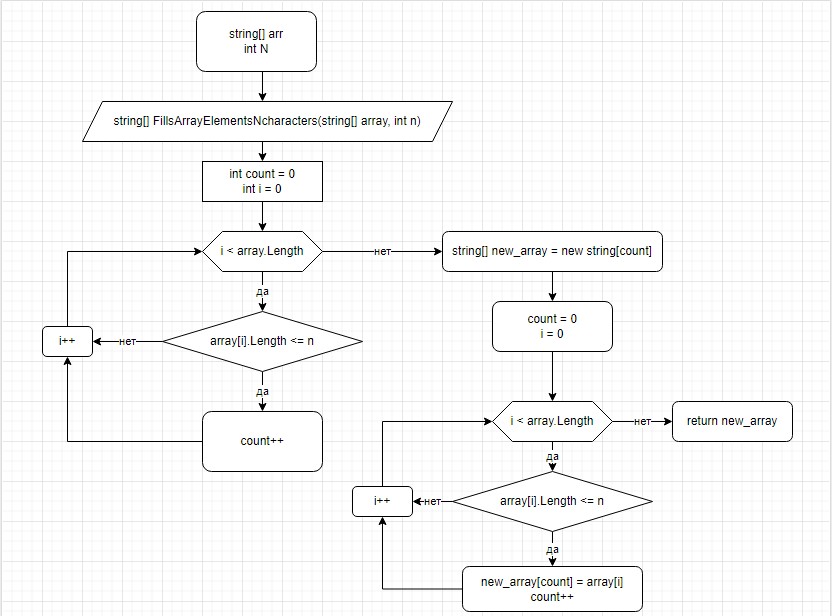 string[] arr
int N
string[] FillsArrayElementsNcharacters(string[] array, int n)
int count = 0
int i = 0
i < array.Length
нет
string[] new_array = new string[count]
да
count = 0
i = 0
i++
нет
array[i].Length <= n
да
count++
i < array.Length
нет
return new_array
да
i++
нет
array[i].Length <= n
да
new_array[count] = array[i]
count++